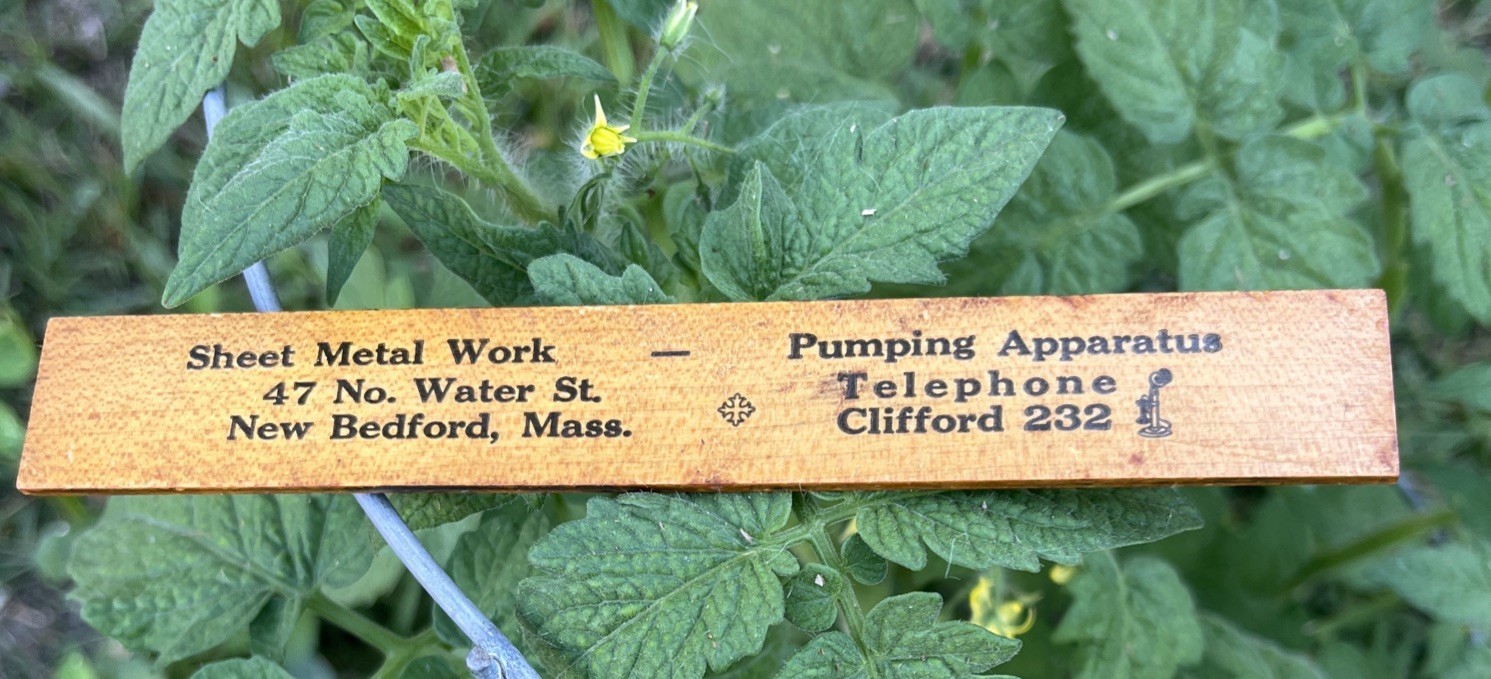 Sheet Metal Work — Pumping Apparatus
47 No. Water St.
New Bedford, Mass.
Telephone
Clifford 232